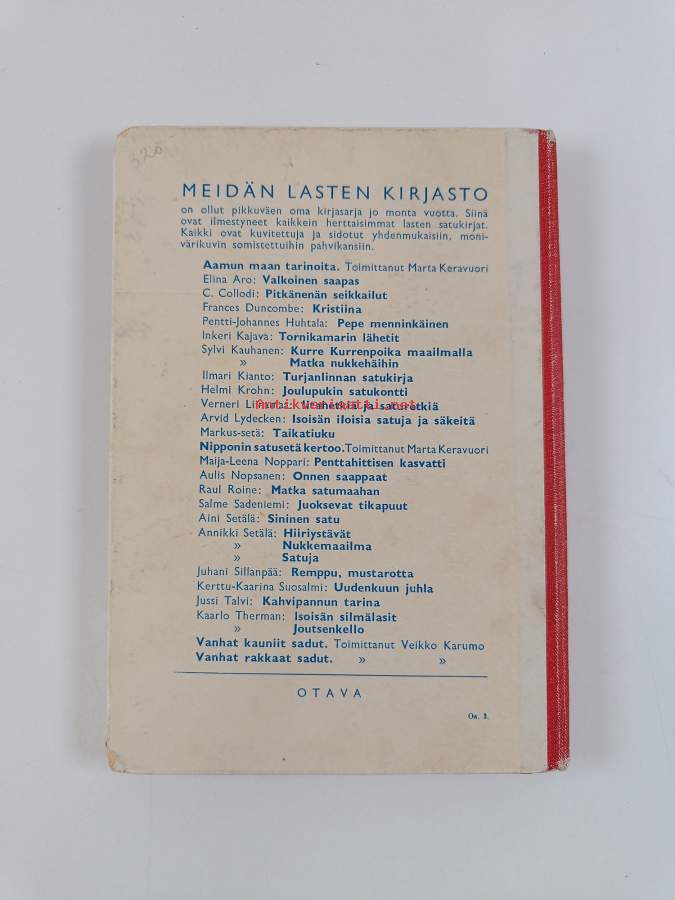 320
MEIDÄN LASTEN KIRJASTO
on ollut pikkuväen oma kirjasarja jo monta vuotta. Siinä
ovat ilmestyneet kaikkein herttaisimmat lasten satukirjat.
Kaikki ovat kuvitettuja ja sidotut yhdenmukaisiin, moni-
värikuvin somistettuihin pahvikansiin.
Aamun maan tarinoita. Toimittanut Marta Keravuori
Elina Aro: Valkoinen saapas
C. Collodi: Pitkänenän seikkailut
Frances Duncombe: Kristiina
Pentti-Johannes Huhtala: Pepe menninkäinen
Inkeri Kajava: Tornikamarin lähetit
Sylvi Kauhanen: Kurre Kurrenpoika maailmalla
» Matka nukkehäihin
Ilmari Kianto: Turjanlinnan satukirja
Helmi Krohn: Joulupukin satukontti
Verneri ja saturetkiä
antikvariaatti.net
Arvid Lydecken: Isoisän iloisia satuja ja säkeitä
Markus-setä: Taikatiuku
Nipponin satusetä kertoo. Toimittanut Marta Keravuori
Maija-Leena Noppari: Penttahittisen kasvatti
Aulis Nopsanen: Onnen saappaat
Raul Roine: Matka satumaahan
Salme Sadeniemi: Juoksevat tikapuut
Aini Setälä: Sininen satu
Annikki Setälä: Hiiriystävät
» Nukkemaailma
» Satuja
Juhani Sillanpää: Remppu, mustarotta
Kerttu-Kaarina Suosalmi: Uudenkuun juhla
Jussi Talvi: Kahvipannun tarina
Kaarlo Therman: Isoisän silmälasit
» Joutsenkello
Vanhat kauniit sadut. Toimittanut Veikko Karumo
Vanhat rakkaat sadut. » »
OTAVA
Oa. 3.